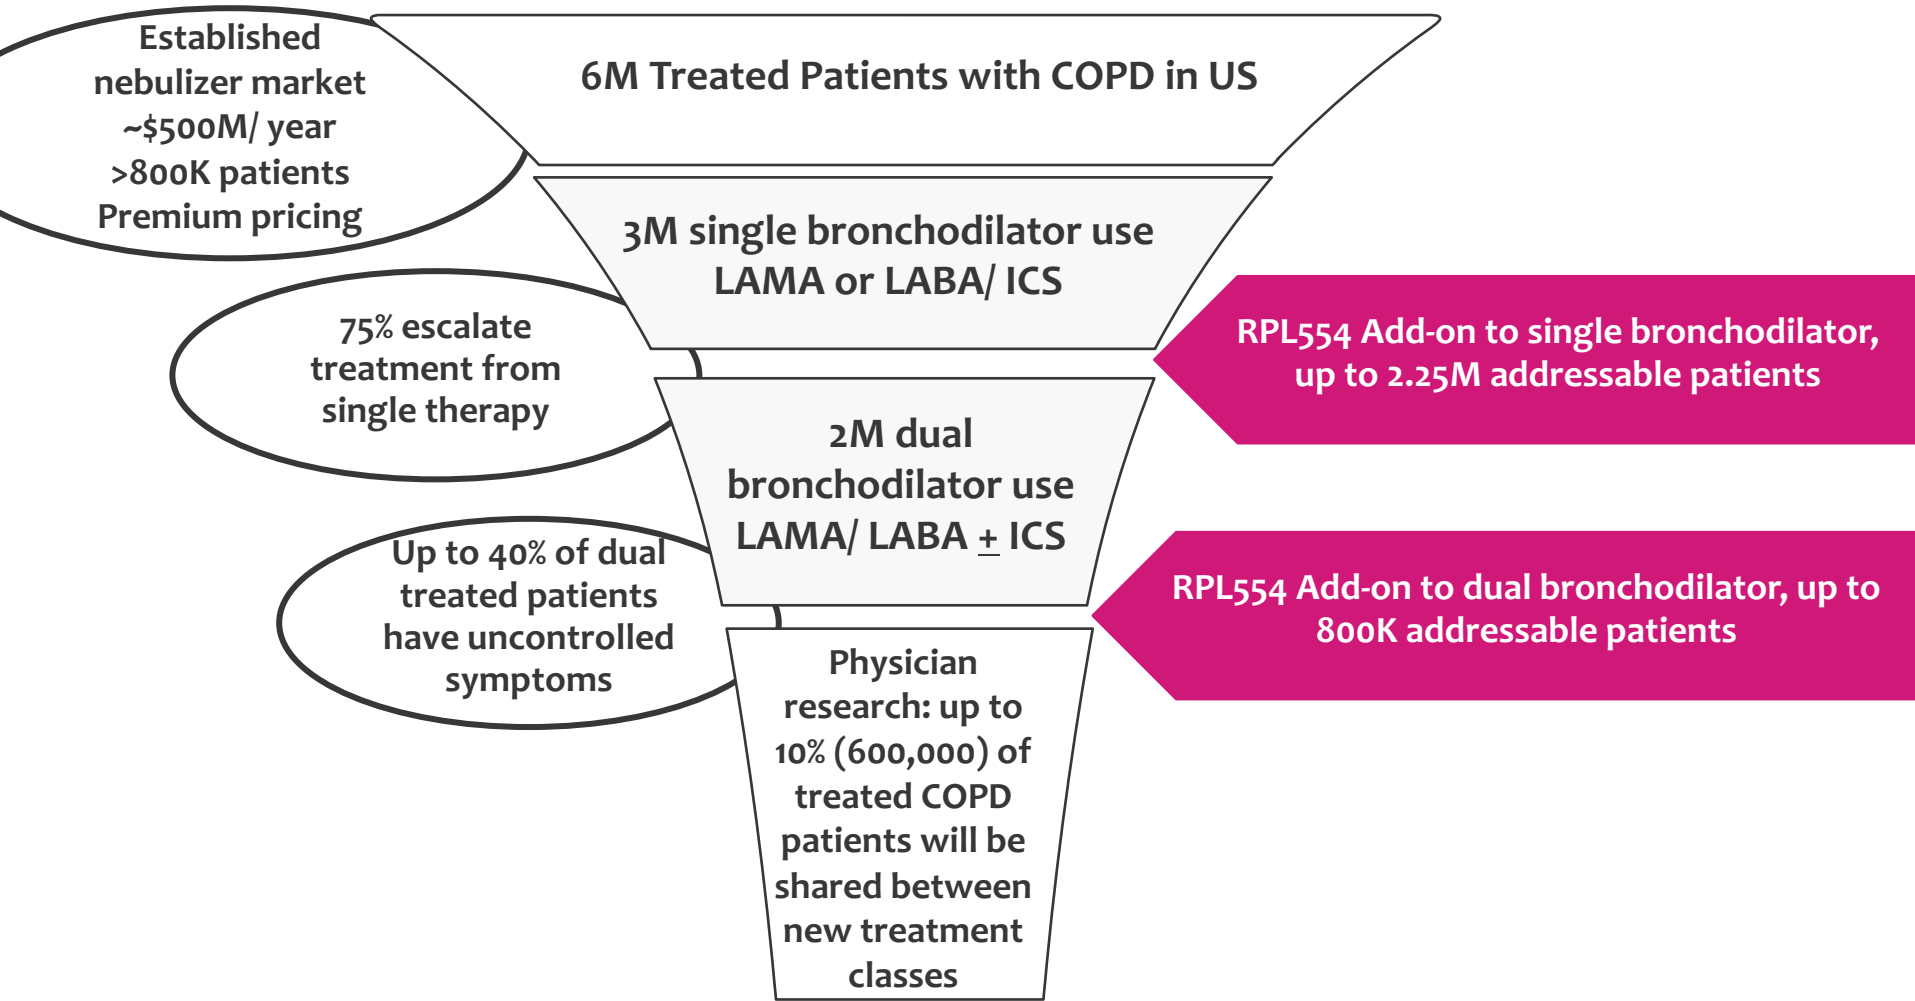 Established
nebulizer market
~$500M/ year
>800K patients
Premium pricing
6M Treated Patients with COPD in US
3M single bronchodilator use
LAMA or LABA/ ICS
75% escalate
treatment from
single therapy
RPL554 Add-on to single bronchodilator,
up to 2.25M addressable patients
2M dual
bronchodilator use
LAMA/ LABA ± ICS
Up to 40% of dual
treated patients
have uncontrolled
symptoms
RPL554 Add-on to dual bronchodilator, up to
800K addressable patients
Physician
research: up to
10% (600,000) of
treated COPD
patients will be
shared between
new treatment
classes